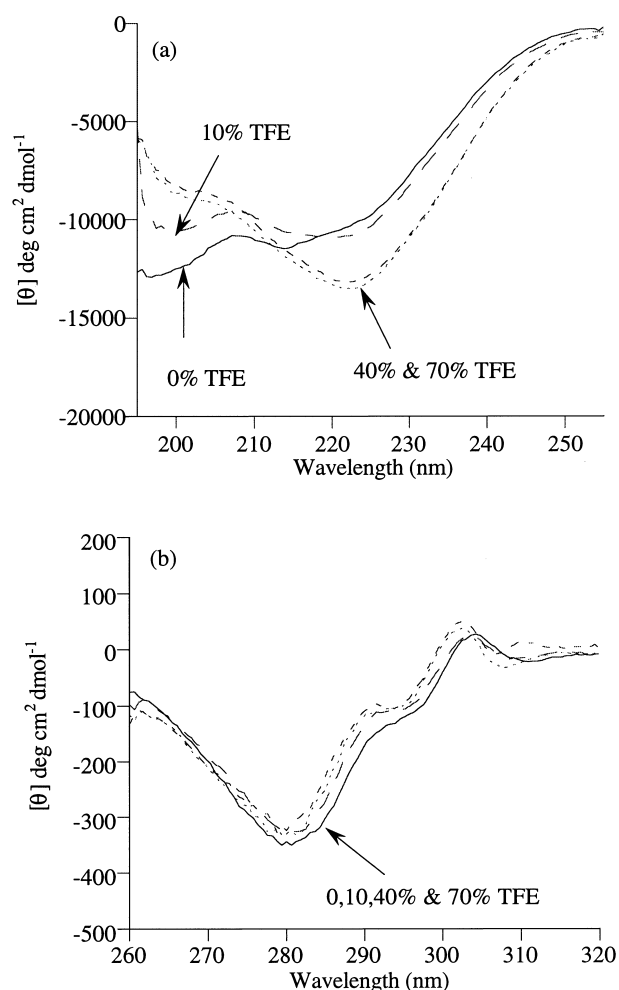 0
(a)
-5000
10% TFE
-10000
-15000
0% TFE
40% & 70% TFE
-20000
200 210 220 230 240 250
Wavelength (nm)
[θ] deg cm² dmol⁻¹
200
(b)
100
0
-100
-200
-300
-400
0,10,40% & 70% TFE
-500
260 270 280 290 300 310 320
Wavelength (nm)
[θ] deg cm² dmol⁻¹